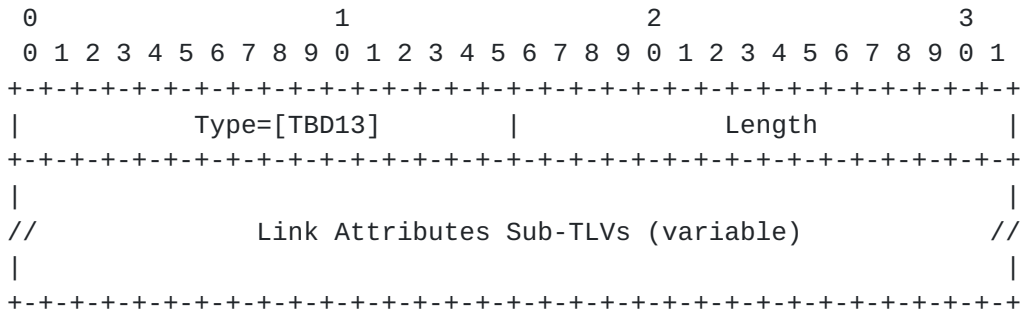 0                   1                   2                   3
 0 1 2 3 4 5 6 7 8 9 0 1 2 3 4 5 6 7 8 9 0 1 2 3 4 5 6 7 8 9 0 1
+-+-+-+-+-+-+-+-+-+-+-+-+-+-+-+-+-+-+-+-+-+-+-+-+-+-+-+-+-+-+-+-+
|           Type=[TBD13]        |             Length            |
+-+-+-+-+-+-+-+-+-+-+-+-+-+-+-+-+-+-+-+-+-+-+-+-+-+-+-+-+-+-+-+-+
|                                                               |
//              Link Attributes Sub-TLVs (variable)            //
|                                                               |
+-+-+-+-+-+-+-+-+-+-+-+-+-+-+-+-+-+-+-+-+-+-+-+-+-+-+-+-+-+-+-+-+